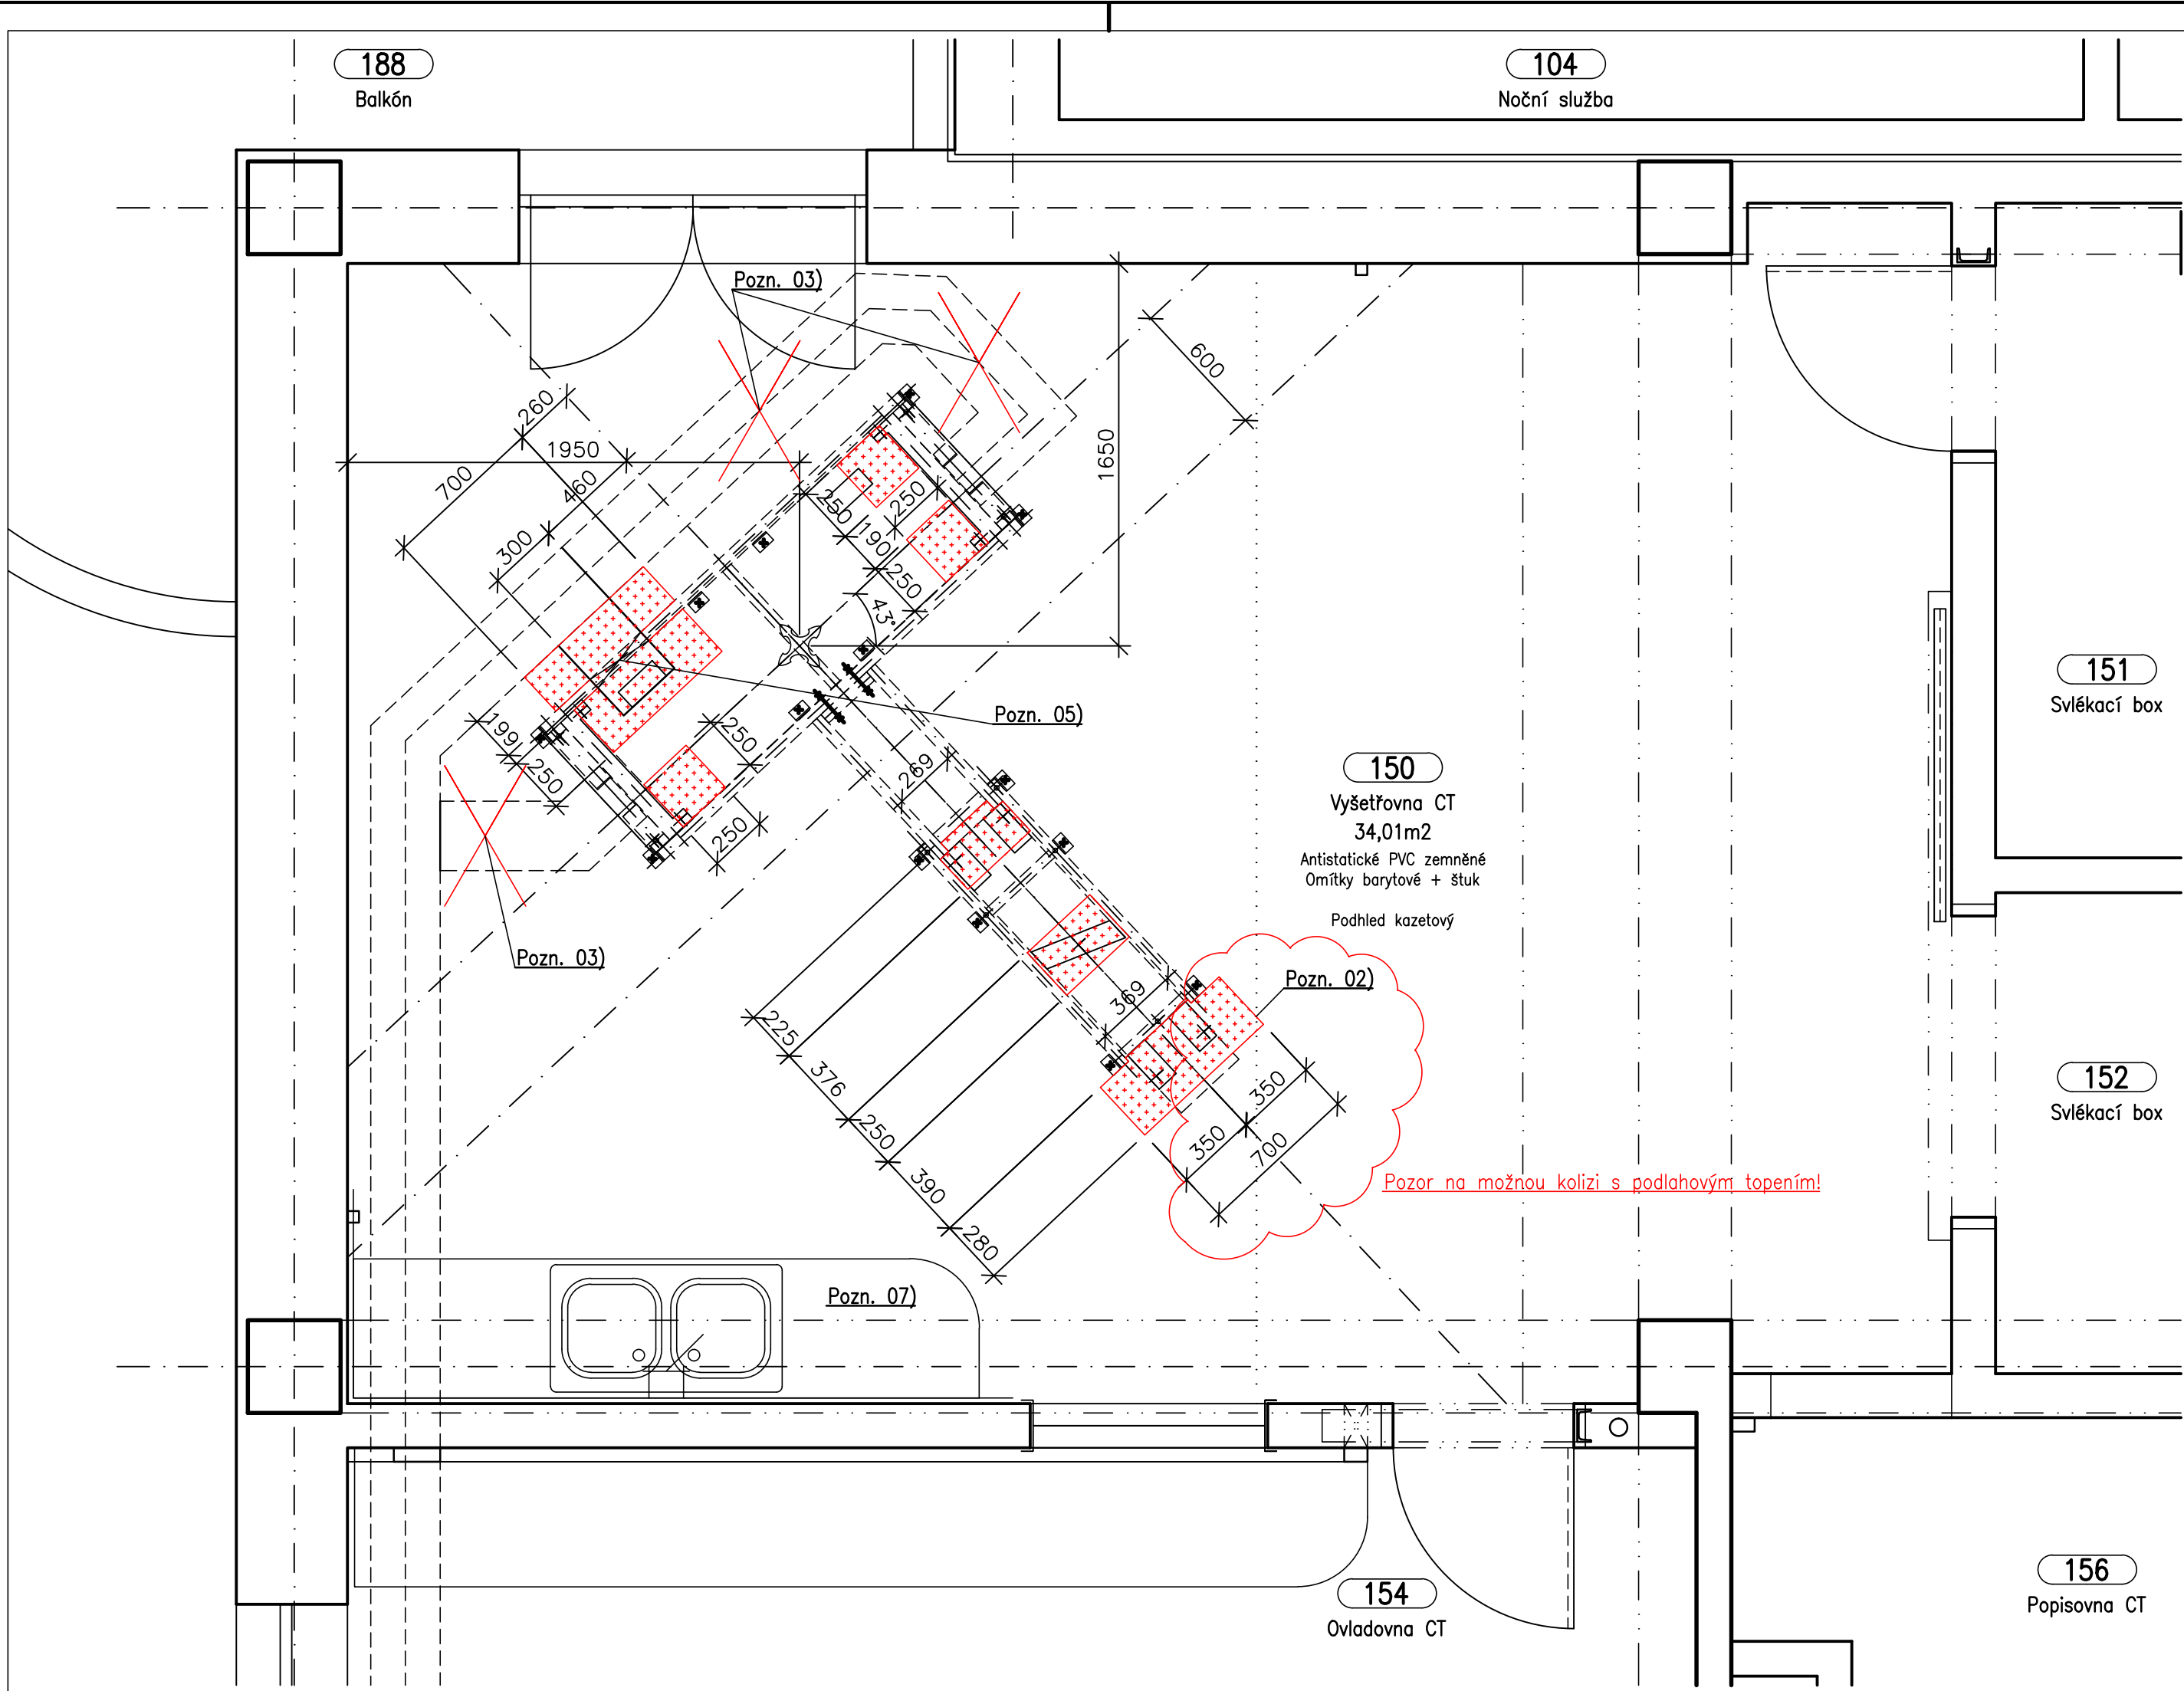 188
Balkón
104
Noční služba
Pozn. 03)
600
260
1950
1650
700
460
250
250
300
190
250
43°
151
Svlékací box
Pozn. 05)
199
250
250
269
150
Vyšetřovna CT
34,01m2
Antistatické PVC zemněné
Omítky barytové + štuk
Podhled kazetový
250
Pozn. 03)
Pozn. 02)
369
225
376
250
390
280
350
350
700
152
Svlékací box
Pozor na možnou kolizi s podlahovým topením!
Pozn. 07)
154
Ovladovna CT
156
Popisovna CT